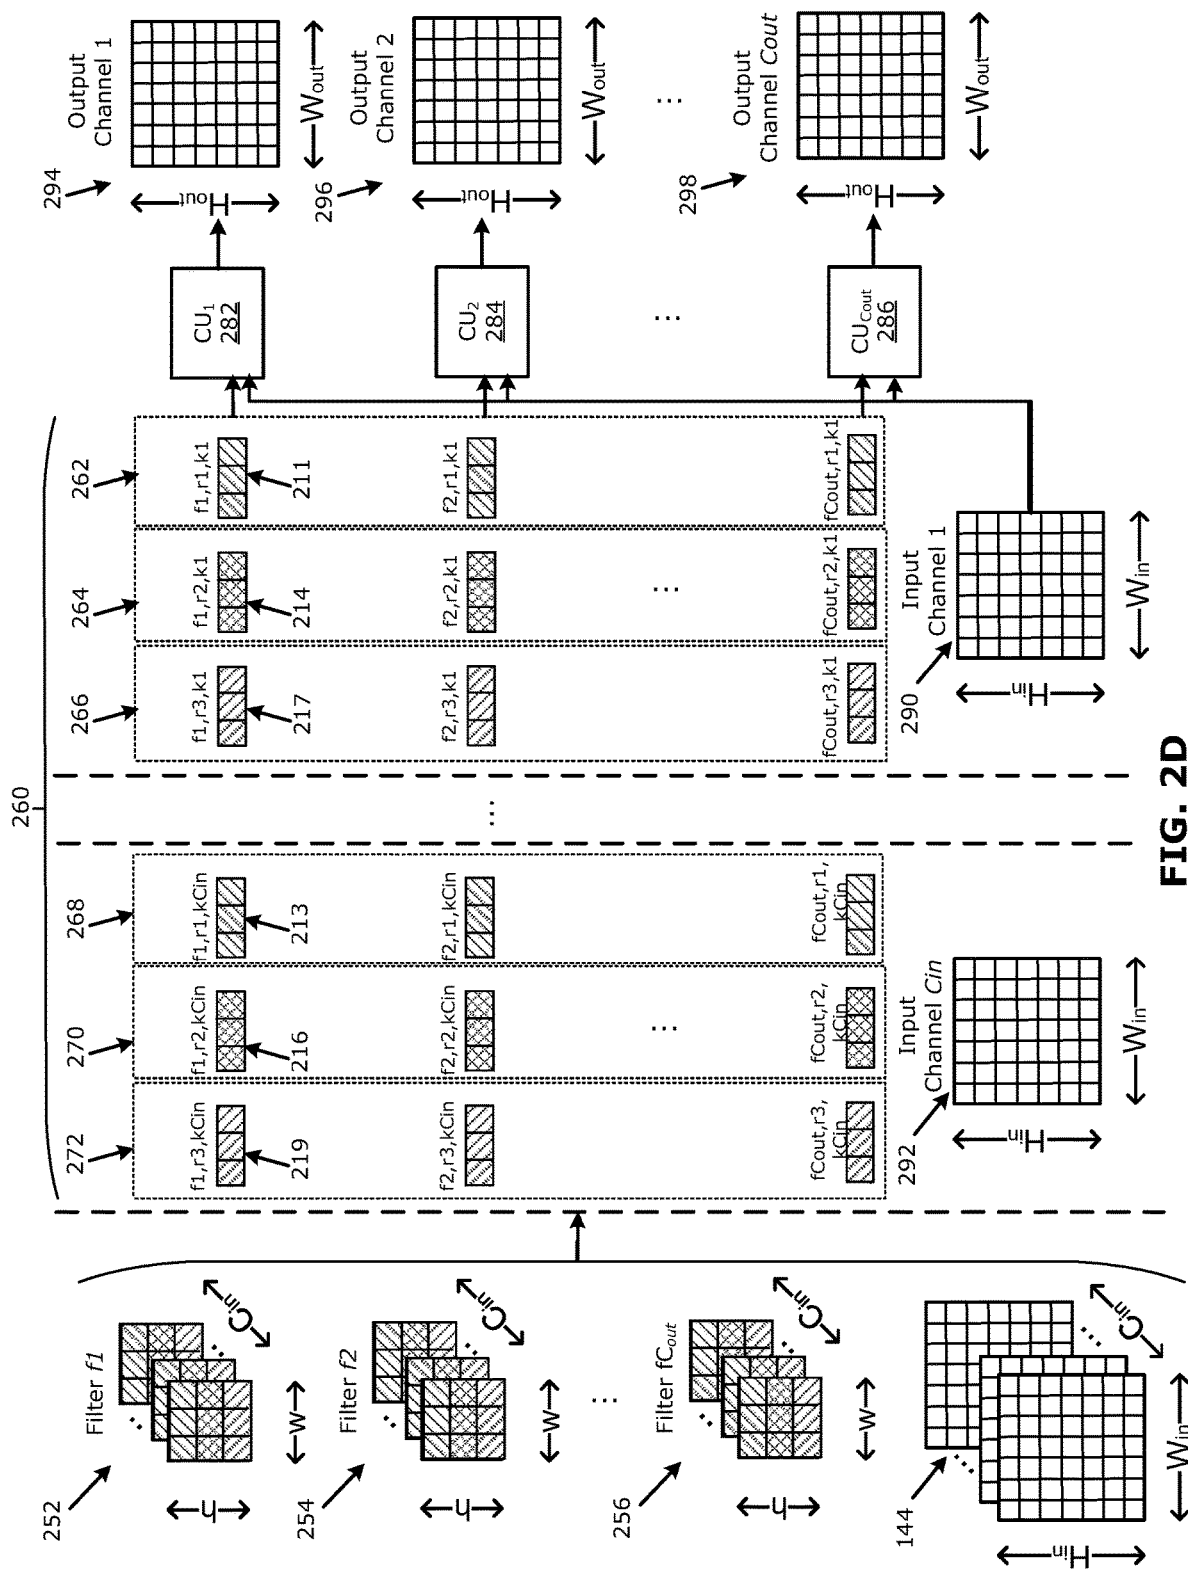 252
Filter f1
h
w
Cin
254
Filter f2
h
w
Cin
...
256
Filter fCout
h
w
Cin
144
Hin
Win
Cin
260
272
f1,r3,kCin
219
f2,r3,kCin
fCout,r3,
kCin
270
f1,r2,kCin
216
f2,r2,kCin
...
fCout,r2,
kCin
268
f1,r1,kCin
213
f2,r1,kCin
fCout,r1,
kCin
292
Input
Channel Cin
Hin
Win
...
266
f1,r3,k1
217
f2,r3,k1
fCout,r3,k1
264
f1,r2,k1
214
f2,r2,k1
...
fCout,r2,k1
262
f1,r1,k1
211
f2,r1,k1
fCout,r1,k1
290
Input
Channel 1
Hin
Win
CU1
282
CU2
284
...
CUCout
286
294
Output
Channel 1
Hout
Wout
296
Output
Channel 2
Hout
Wout
...
298
Output
Channel Cout
Hout
Wout
FIG. 2D